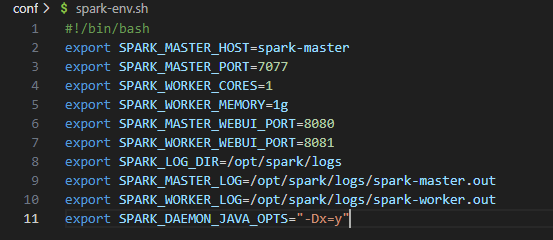 conf > $ spark-env.sh
1 #!/bin/bash
2 export SPARK_MASTER_HOST=spark-master
3 export SPARK_MASTER_PORT=7077
4 export SPARK_WORKER_CORES=1
5 export SPARK_WORKER_MEMORY=1g
6 export SPARK_MASTER_WEBUI_PORT=8080
7 export SPARK_WORKER_WEBUI_PORT=8081
8 export SPARK_LOG_DIR=/opt/spark/logs
9 export SPARK_MASTER_LOG=/opt/spark/logs/spark-master.out
10 export SPARK_WORKER_LOG=/opt/spark/logs/spark-worker.out
11 export SPARK_DAEMON_JAVA_OPTS="-Dx=y"